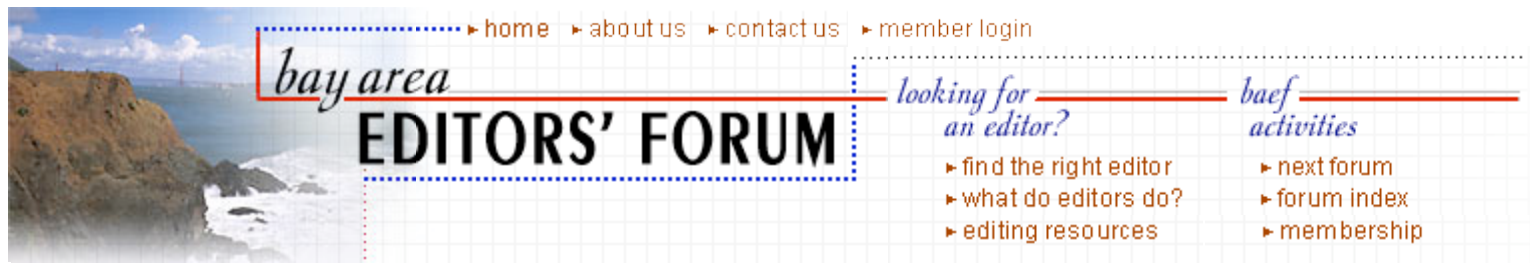 home about us contact us member login
bay area
EDITORS' FORUM
looking for
an editor?
find the right editor
what do editors do?
editing resources
baef
activities
next forum
forum index
membership